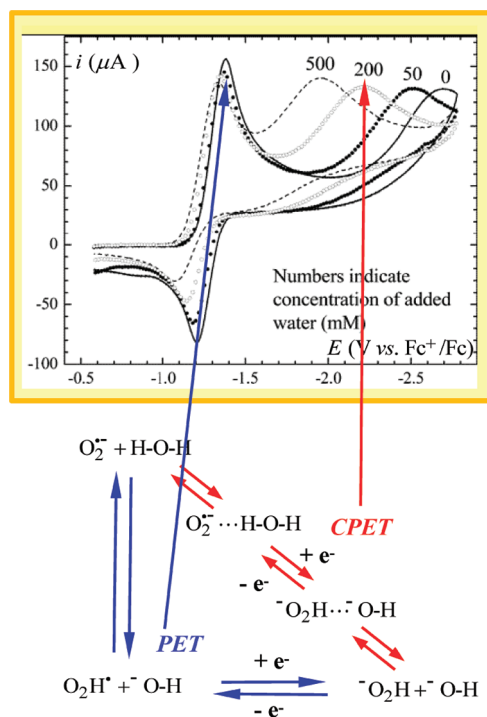 i (μA)
500 200 50 0
150
100
50
0
-50
-100
Numbers indicate
concentration of added
water (mM)
E (V vs. Fc⁺/Fc)
-0.5 -1.0 -1.5 -2.0 -2.5
O₂•⁻ + H-O-H
O₂•⁻ ⋯ H-O-H
CPET
+ e⁻
- e⁻
⁻O₂H⋯⁻O-H
PET
O₂H• + ⁻O-H
+ e⁻
- e⁻
⁻O₂H + ⁻O-H